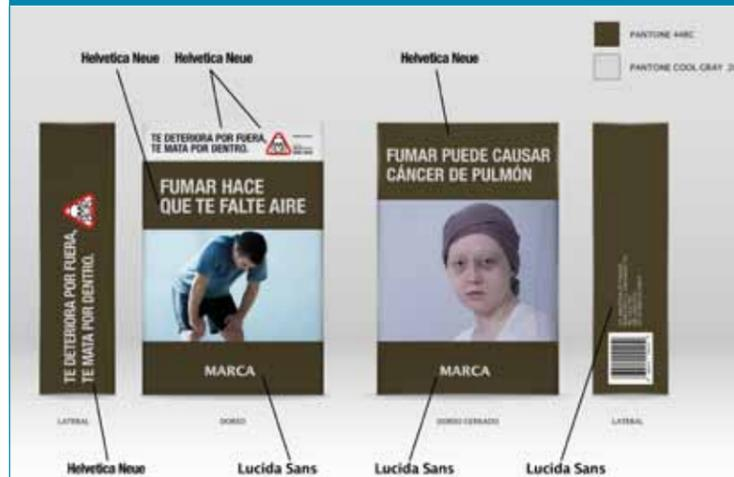 PANTONE 448C
PANTONE COOL GRAY
Helvetica Neue
Helvetica Neue
Helvetica Neue
TE DETERIORA POR FUERA,
TE MATA POR DENTRO.
FUMAR HACE
QUE TE FALTE AIRE
MARCA
FUMAR PUEDE CAUSAR
CÁNCER DE PULMÓN
MARCA
TE DETERIORA POR FUERA,
TE MATA POR DENTRO.
LATERAL
DORSO
DORSO CERRADO
LATERAL
Helvetica Neue
Lucida Sans
Lucida Sans
Lucida Sans